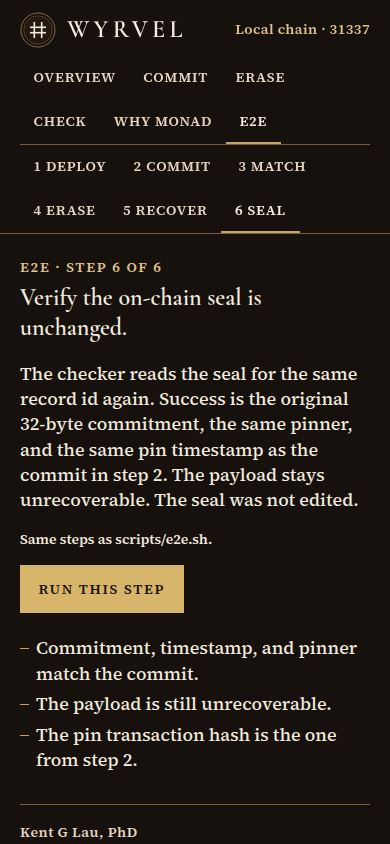 WYRVEL
Local chain · 31337
OVERVIEW COMMIT ERASE
CHECK WHY MONAD E2E
1 DEPLOY 2 COMMIT 3 MATCH
4 ERASE 5 RECOVER 6 SEAL
E2E · STEP 6 OF 6
Verify the on-chain seal is
unchanged.
The checker reads the seal for the same
record id again. Success is the original
32-byte commitment, the same pinner,
and the same pin timestamp as the
commit in step 2. The payload stays
unrecoverable. The seal was not edited.
Same steps as scripts/e2e.sh.
RUN THIS STEP
– Commitment, timestamp, and pinner
match the commit.
– The payload is still unrecoverable.
– The pin transaction hash is the one
from step 2.
Kent G Lau, PhD